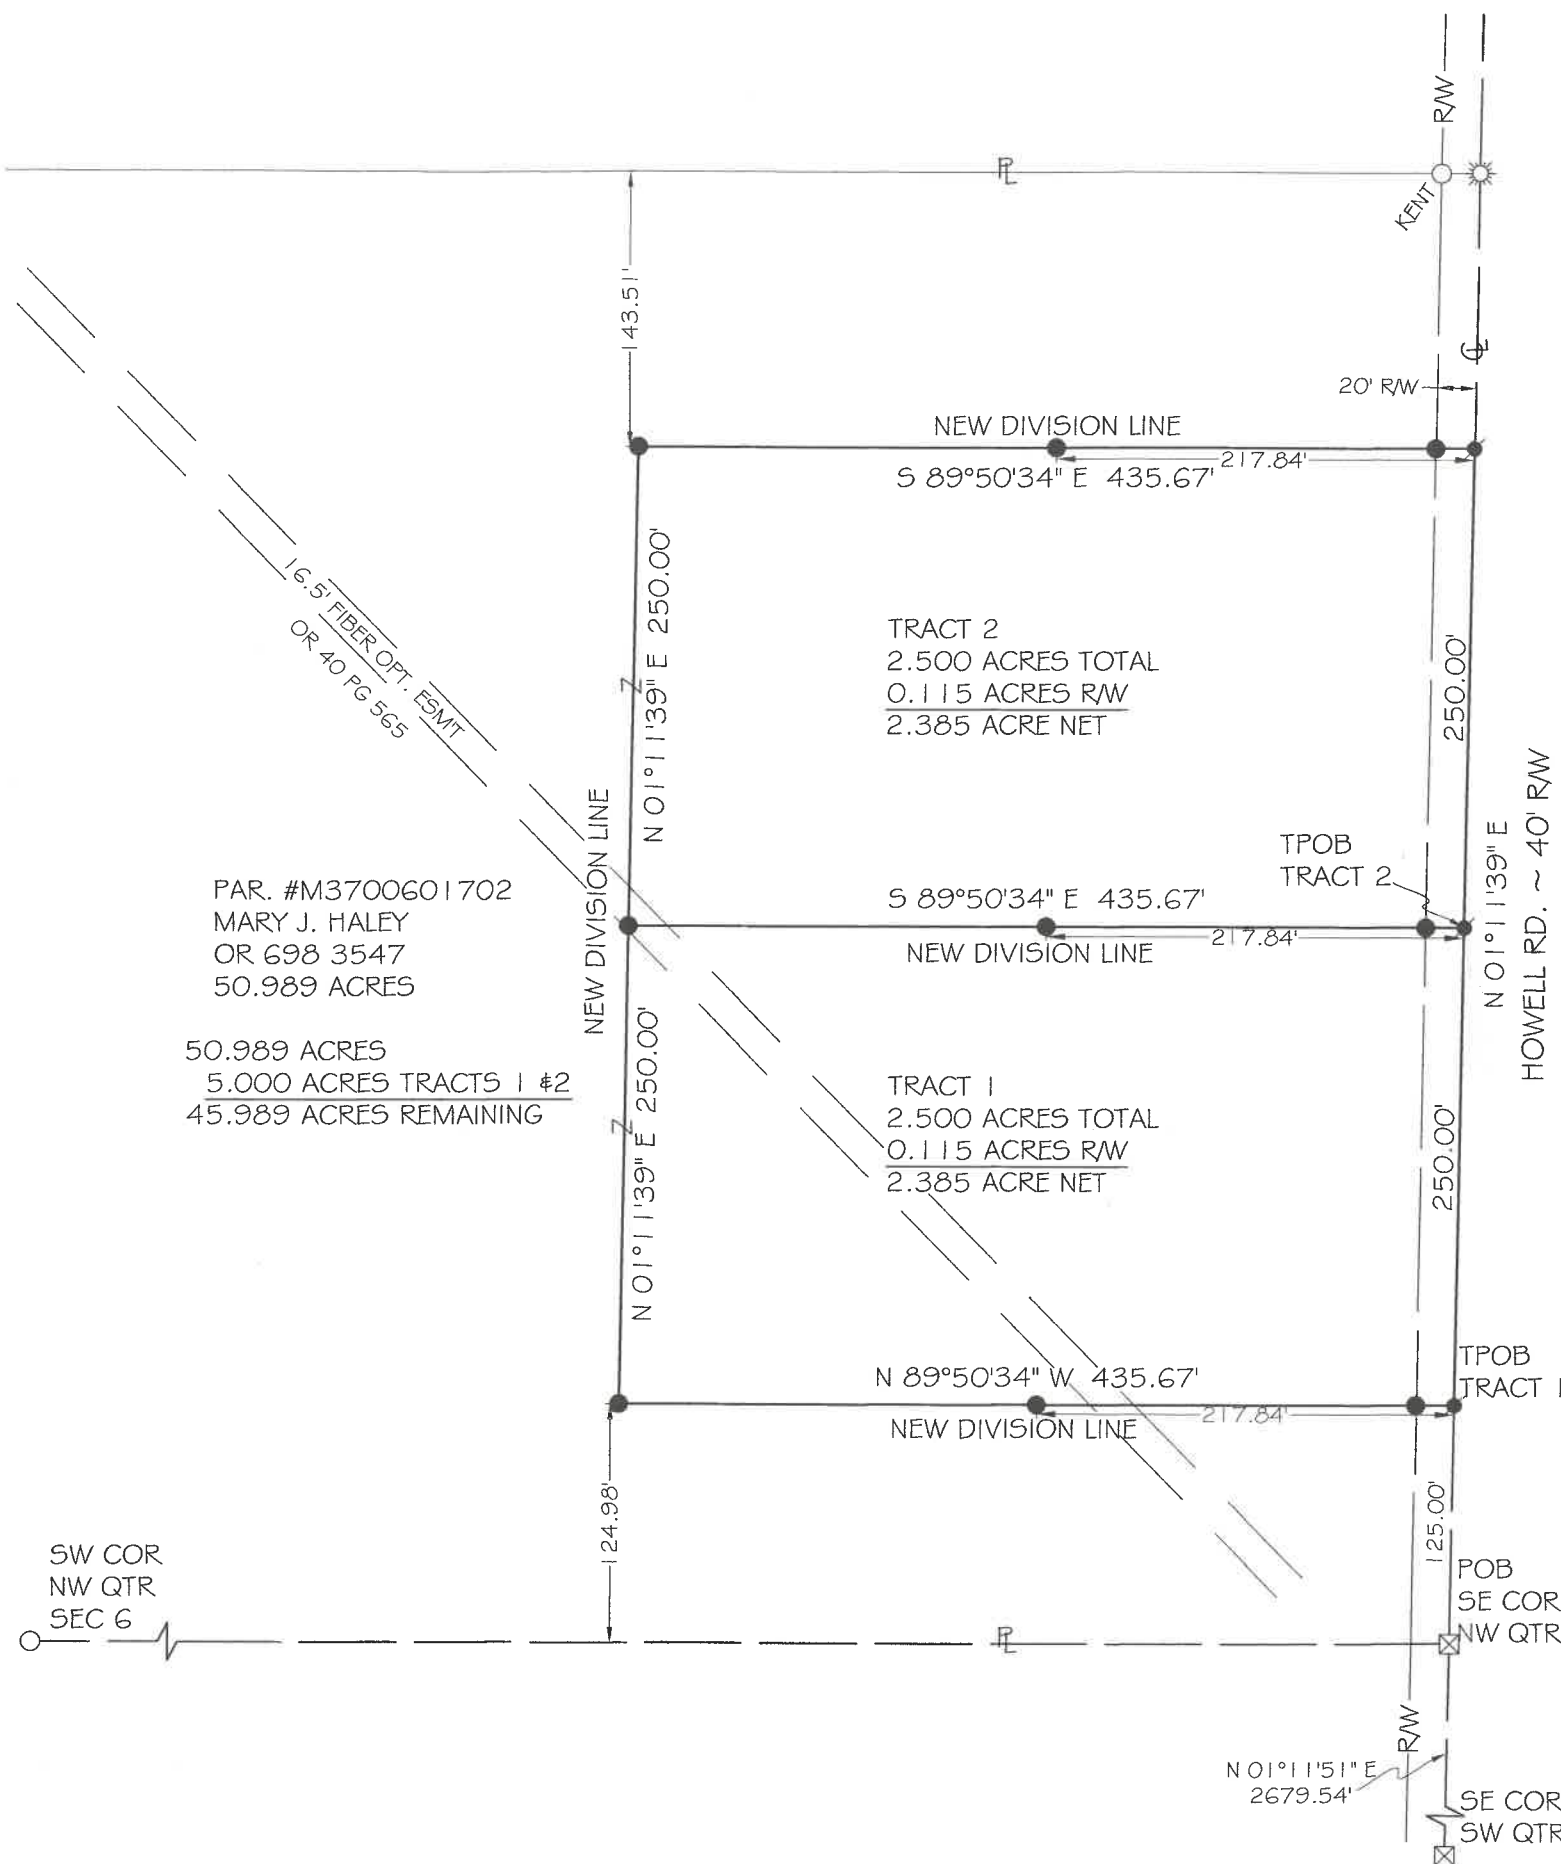 R/W
PL
KENT
143.51'
CL
20' R/W
NEW DIVISION LINE
217.84'
S 89°50'34" E 435.67'
16.5' FIBER OPT. ESM'T
OR 40 PG 565
N 01°11'39" E 250.00'
Z
TRACT 2
2.500 ACRES TOTAL
0.115 ACRES R/W
2.385 ACRE NET
250.00'
N 01°11'39" E
HOWELL RD. ~ 40' R/W
NEW DIVISION LINE
TPOB
TRACT 2
PAR. #M3700601702
MARY J. HALEY
OR 698 3547
50.989 ACRES
S 89°50'34" E 435.67'
217.84'
NEW DIVISION LINE
50.989 ACRES
5.000 ACRES TRACTS 1 &2
45.989 ACRES REMAINING
N 01°11'39" E 250.00'
Z
TRACT 1
2.500 ACRES TOTAL
0.115 ACRES R/W
2.385 ACRE NET
250.00'
TPOB
TRACT 1
N 89°50'34" W 435.67'
217.84'
NEW DIVISION LINE
124.98'
125.00'
SW COR
NW QTR
SEC 6
POB
SE COR
NW QTR
PL
R/W
N 01°11'51" E
2679.54'
SE COR
SW QTR